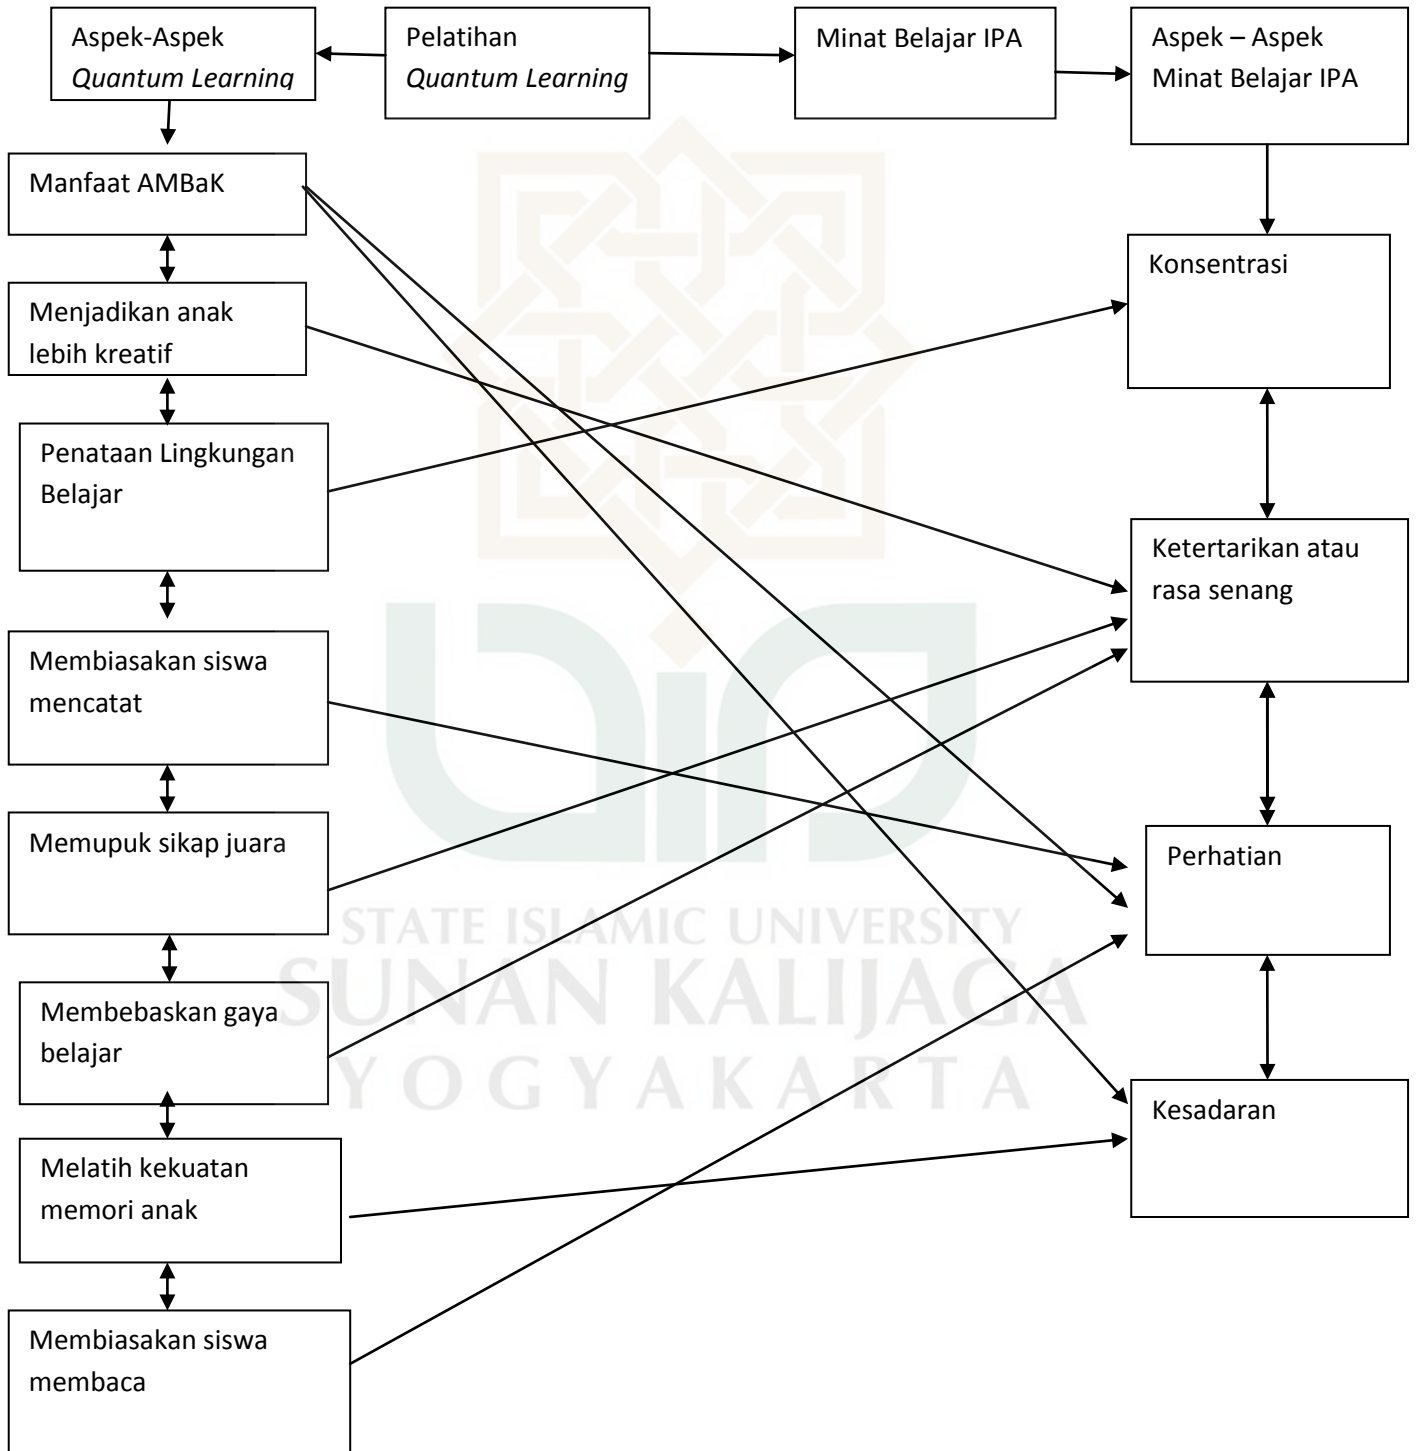 Aspek-Aspek
Quantum Learning
Pelatihan
Quantum Learning
Minat Belajar IPA
Aspek – Aspek
Minat Belajar IPA
Manfaat AMBaK
Menjadikan anak
lebih kreatif
Penataan Lingkungan
Belajar
Membiasakan siswa
mencatat
Memupuk sikap juara
Membebaskan gaya
belajar
Melatih kekuatan
memori anak
Membiasakan siswa
membaca
Konsentrasi
Ketertarikan atau
rasa senang
Perhatian
Kesadaran
STATE ISLAMIC UNIVERSITY
SUNAN KALIJAGA
YOGYAKARTA